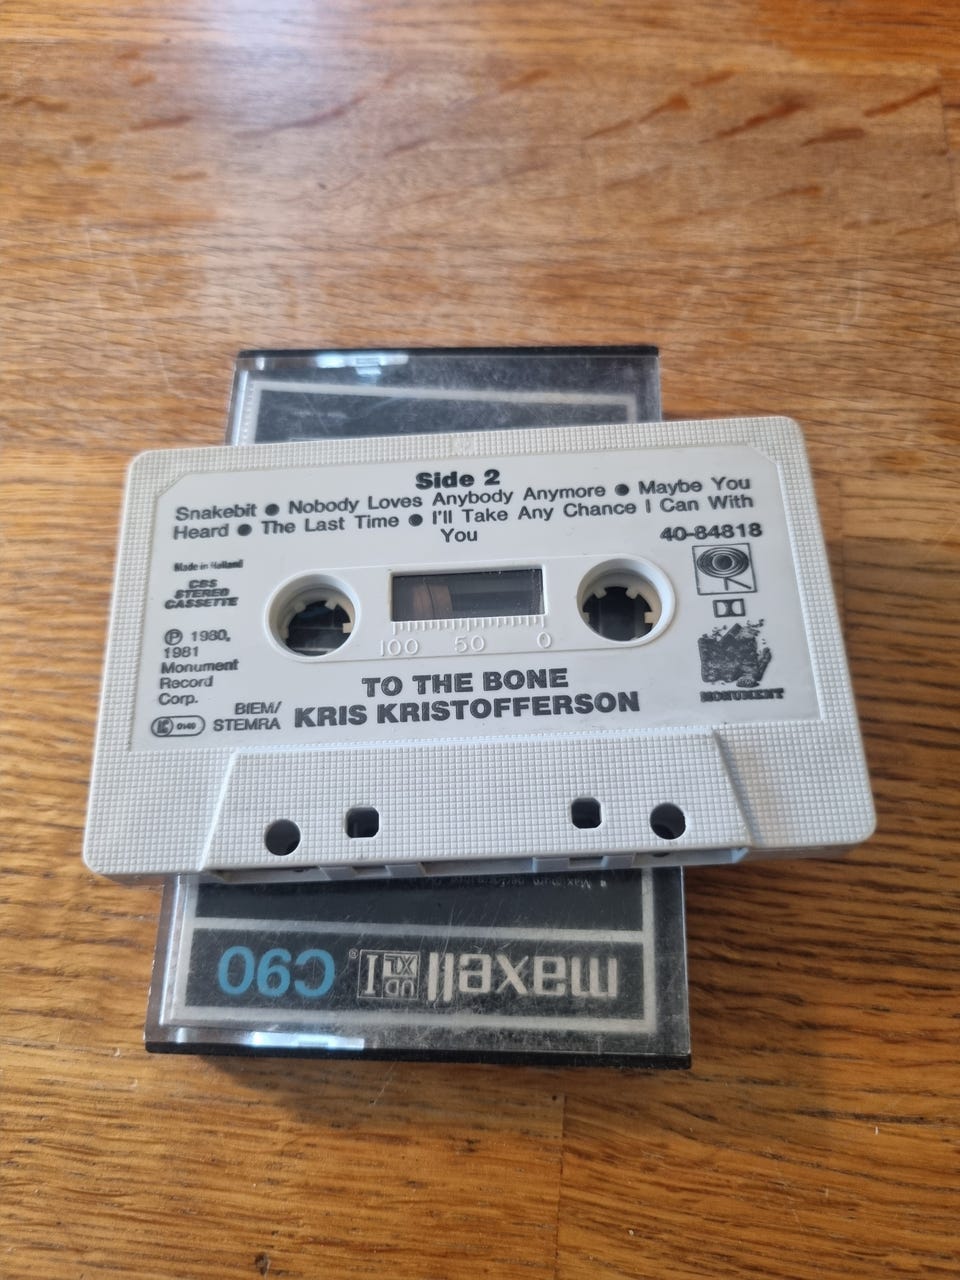 Side 2
Snakebit ● Nobody Loves Anybody Anymore ● Maybe You
Heard ● The Last Time ● I'll Take Any Chance I Can With
You
40-84818
Made in Holland
CBS
STEREO
CASSETTE
Ⓟ 1980,
1981
Monument
Record
Corp.
BIEM/
STEMRA
100 50 0
TO THE BONE
KRIS KRISTOFFERSON
MONUMENT
maxell UD XL I ® C90